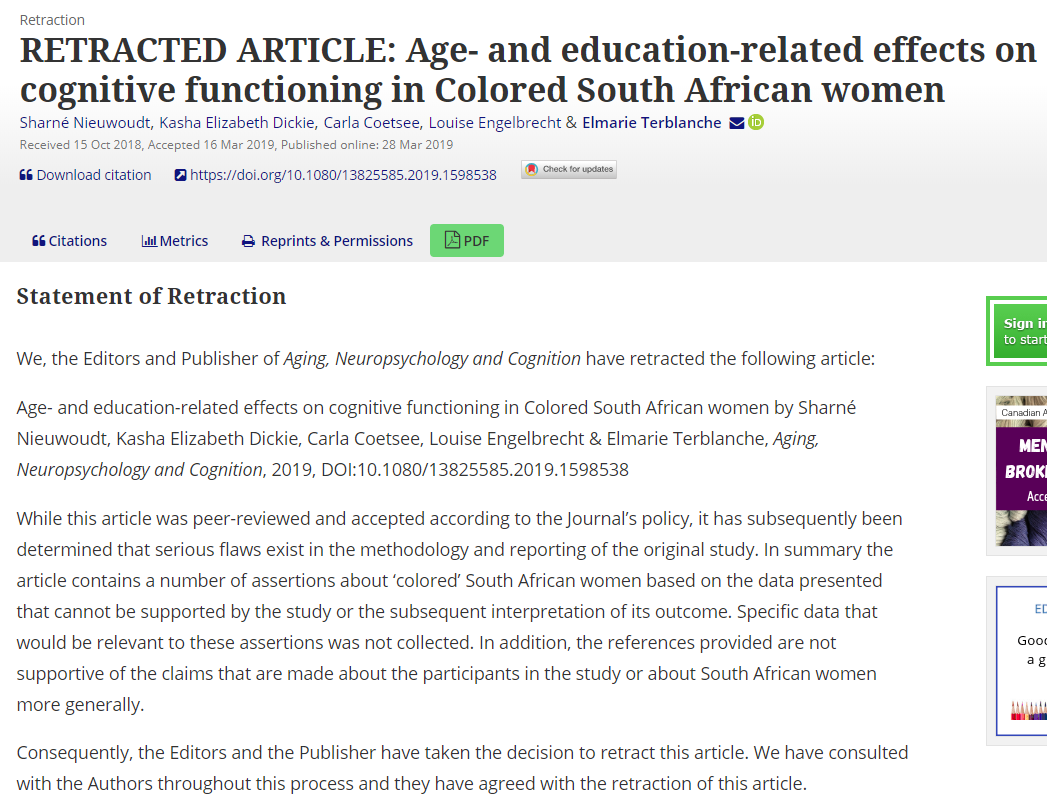 Retraction
RETRACTED ARTICLE: Age- and education-related effects on
cognitive functioning in Colored South African women
Sharné Nieuwoudt, Kasha Elizabeth Dickie, Carla Coetsee, Louise Engelbrecht & Elmarie Terblanche iD
Received 15 Oct 2018, Accepted 16 Mar 2019, Published online: 28 Mar 2019
Download citation https://doi.org/10.1080/13825585.2019.1598538 Check for updates
Citations Metrics Reprints & Permissions PDF
Statement of Retraction
We, the Editors and Publisher of Aging, Neuropsychology and Cognition have retracted the following article:
Age- and education-related effects on cognitive functioning in Colored South African women by Sharné
Nieuwoudt, Kasha Elizabeth Dickie, Carla Coetsee, Louise Engelbrecht & Elmarie Terblanche, Aging,
Neuropsychology and Cognition, 2019, DOI:10.1080/13825585.2019.1598538
While this article was peer-reviewed and accepted according to the Journal's policy, it has subsequently been
determined that serious flaws exist in the methodology and reporting of the original study. In summary the
article contains a number of assertions about ‘colored’ South African women based on the data presented
that cannot be supported by the study or the subsequent interpretation of its outcome. Specific data that
would be relevant to these assertions was not collected. In addition, the references provided are not
supportive of the claims that are made about the participants in the study or about South African women
more generally.
Consequently, the Editors and the Publisher have taken the decision to retract this article. We have consulted
with the Authors throughout this process and they have agreed with the retraction of this article.
Sign in
to start
Canadian A
MEN
BROK
Acce
ED
Good
a g